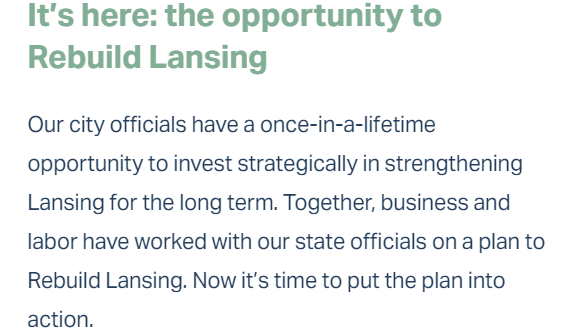 It's here: the opportunity to
Rebuild Lansing
Our city officials have a once-in-a-lifetime
opportunity to invest strategically in strengthening
Lansing for the long term. Together, business and
labor have worked with our state officials on a plan to
Rebuild Lansing. Now it's time to put the plan into
action.